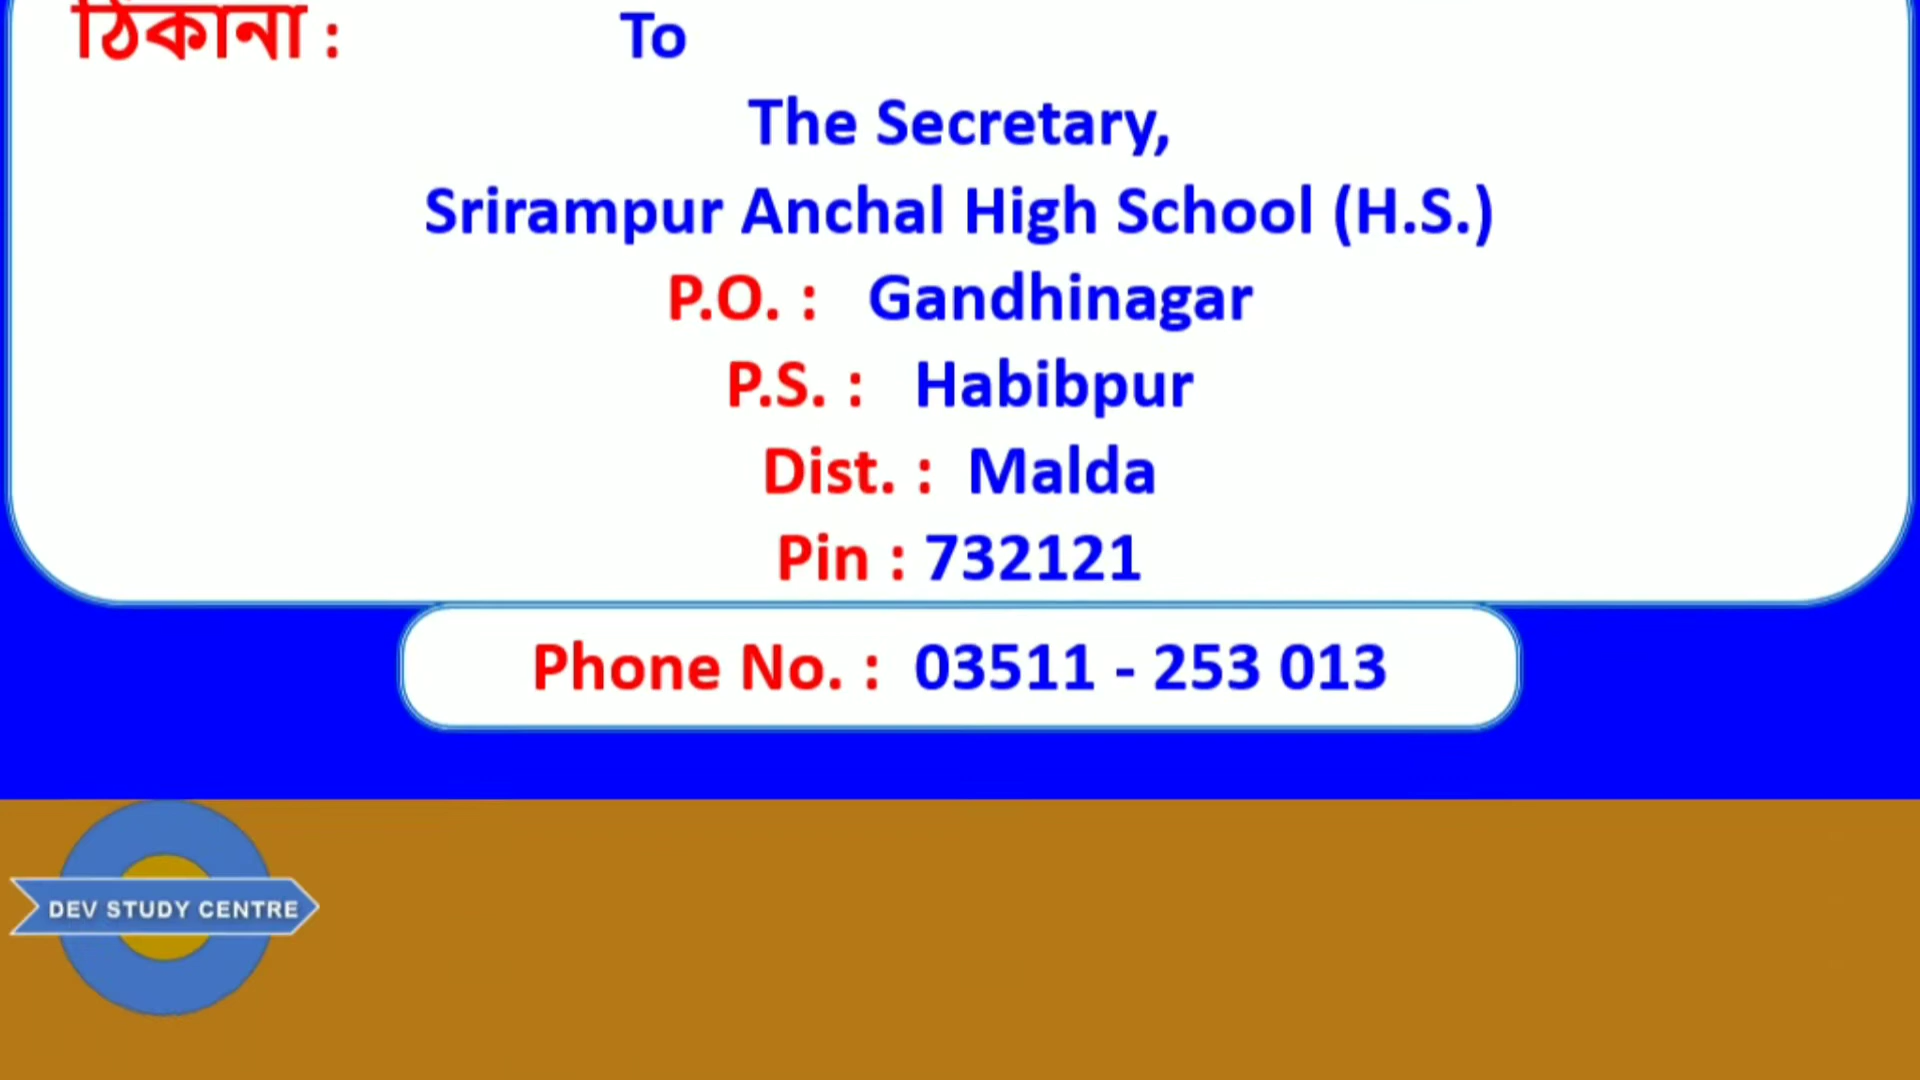 ঠিকানা : To
The Secretary,
Srirampur Anchal High School (H.S.)
P.O. : Gandhinagar
P.S. : Habibpur
Dist. : Malda
Pin : 732121
Phone No. : 03511 - 253 013
DEV STUDY CENTRE